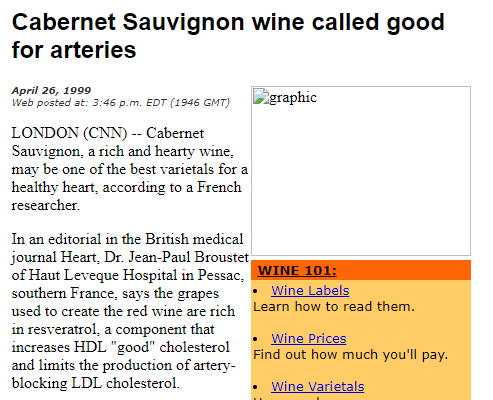 Cabernet Sauvignon wine called good
for arteries
April 26, 1999
Web posted at: 3:46 p.m. EDT (1946 GMT)
LONDON (CNN) -- Cabernet
Sauvignon, a rich and hearty wine,
may be one of the best varietals for a
healthy heart, according to a French
researcher.
In an editorial in the British medical
journal Heart, Dr. Jean-Paul Broustet
of Haut Leveque Hospital in Pessac,
southern France, says the grapes
used to create the red wine are rich
in resveratrol, a component that
increases HDL "good" cholesterol
and limits the production of artery-
blocking LDL cholesterol.
graphic
WINE 101:
• Wine Labels
Learn how to read them.
• Wine Prices
Find out how much you'll pay.
• Wine Varietals